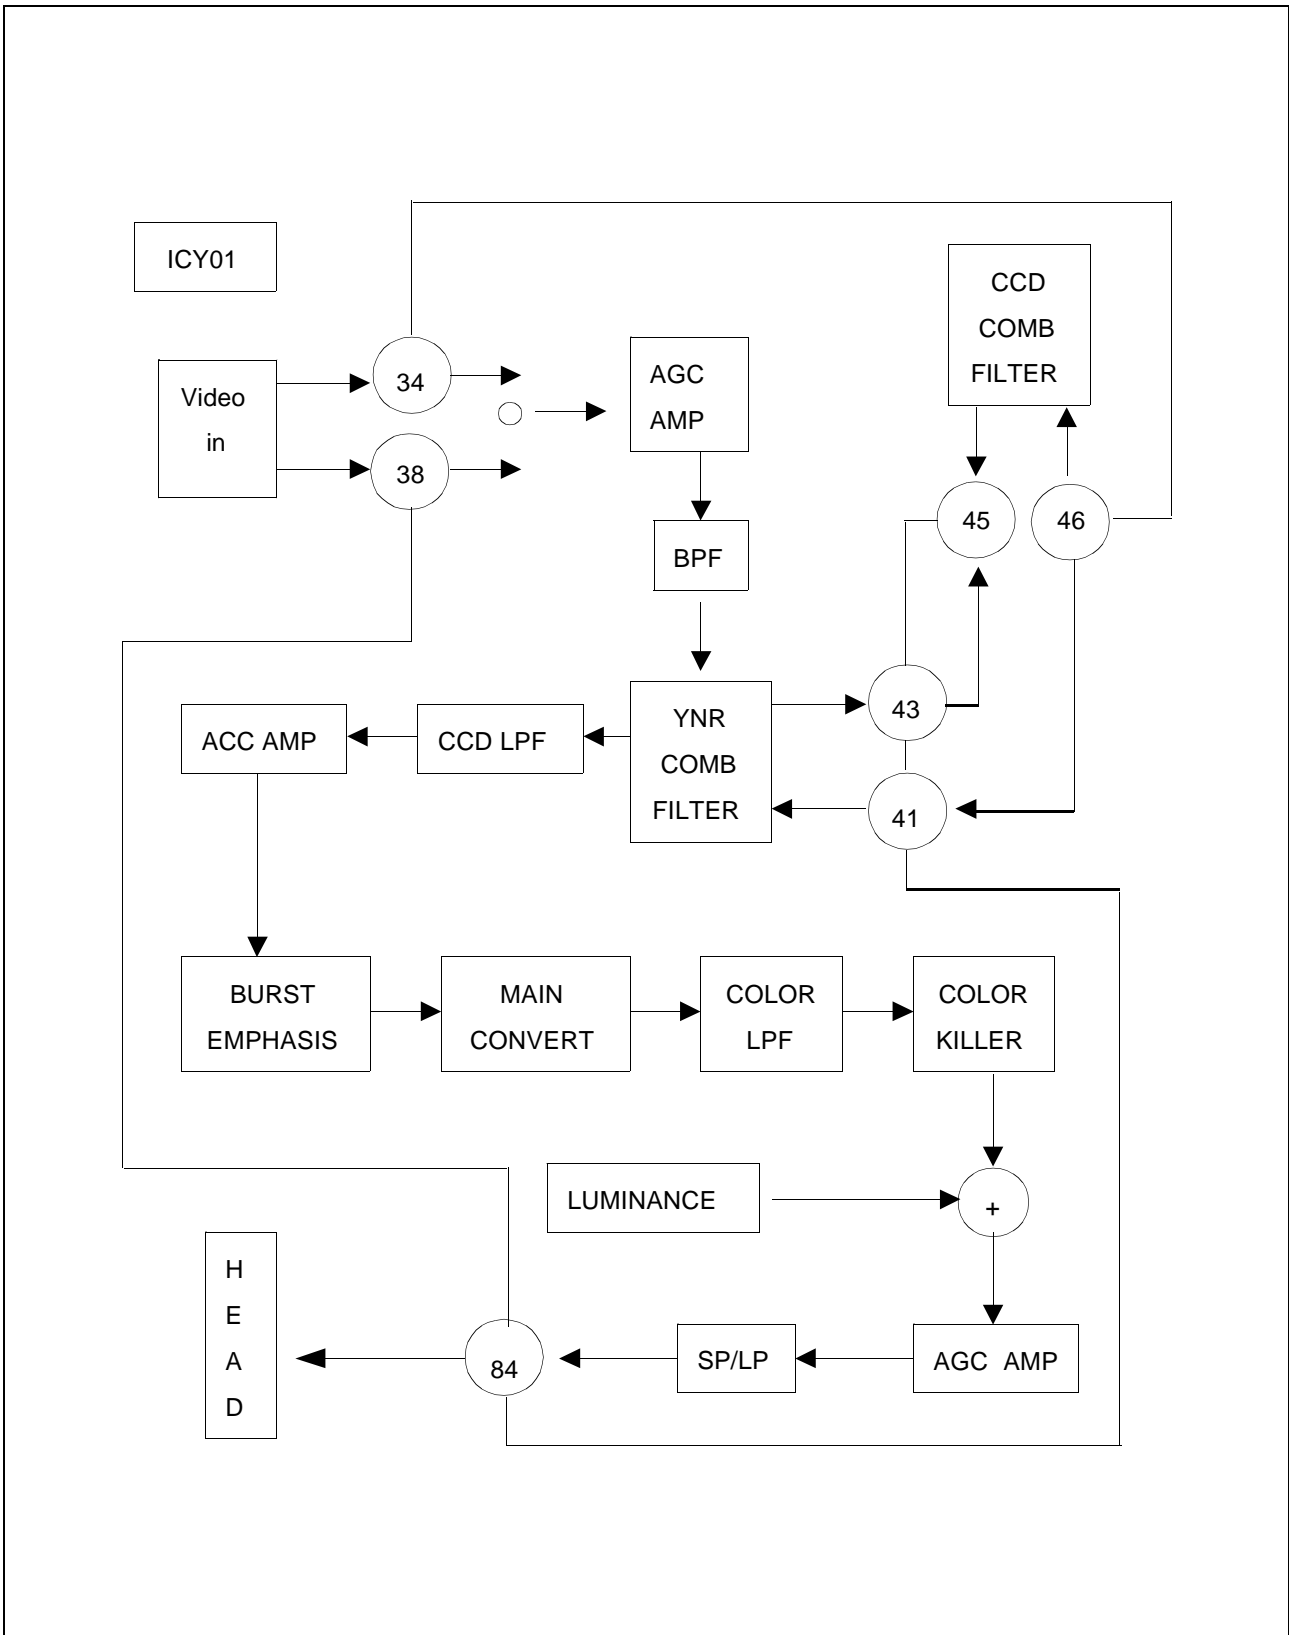 ICY01
CCD
COMB
FILTER
Video
in
34
38
AGC
AMP
45
46
BPF
43
41
YNR
COMB
FILTER
CCD LPF
ACC AMP
BURST
EMPHASIS
MAIN
CONVERT
COLOR
LPF
COLOR
KILLER
LUMINANCE
+
H
E
A
D
84
SP/LP
AGC AMP